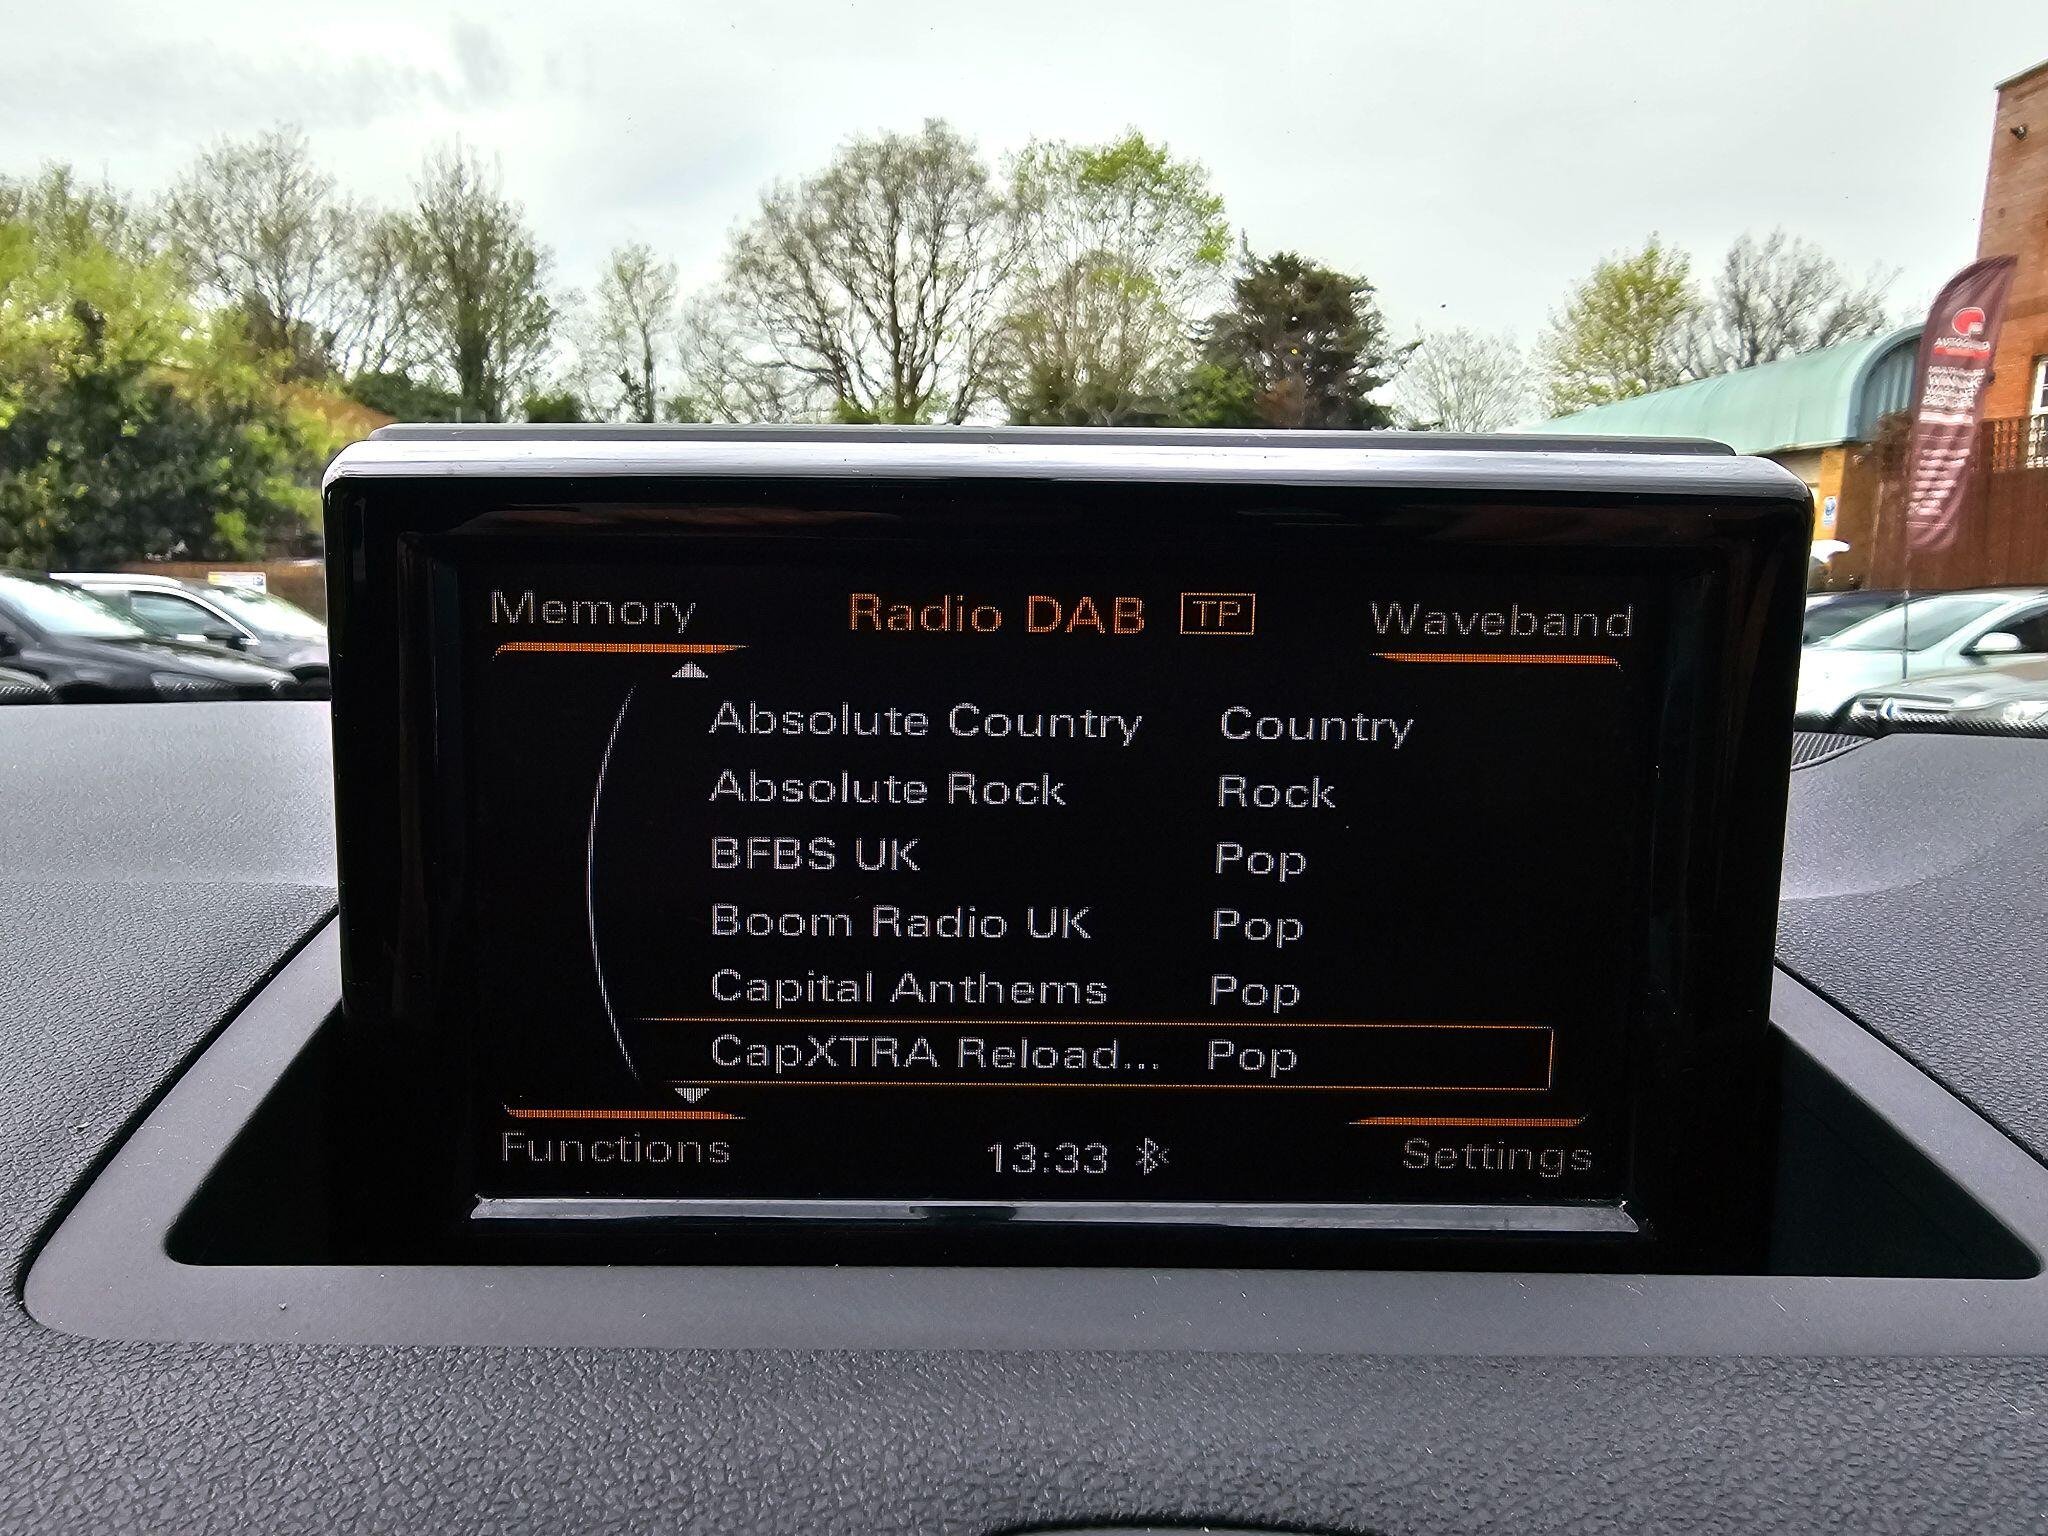 Memory Radio DAB TP Waveband
Absolute Country Country
Absolute Rock Rock
BFBS UK Pop
Boom Radio UK Pop
Capital Anthems Pop
CapXTRA Reload... Pop
Functions 13:33 Settings
AUTOGUILD